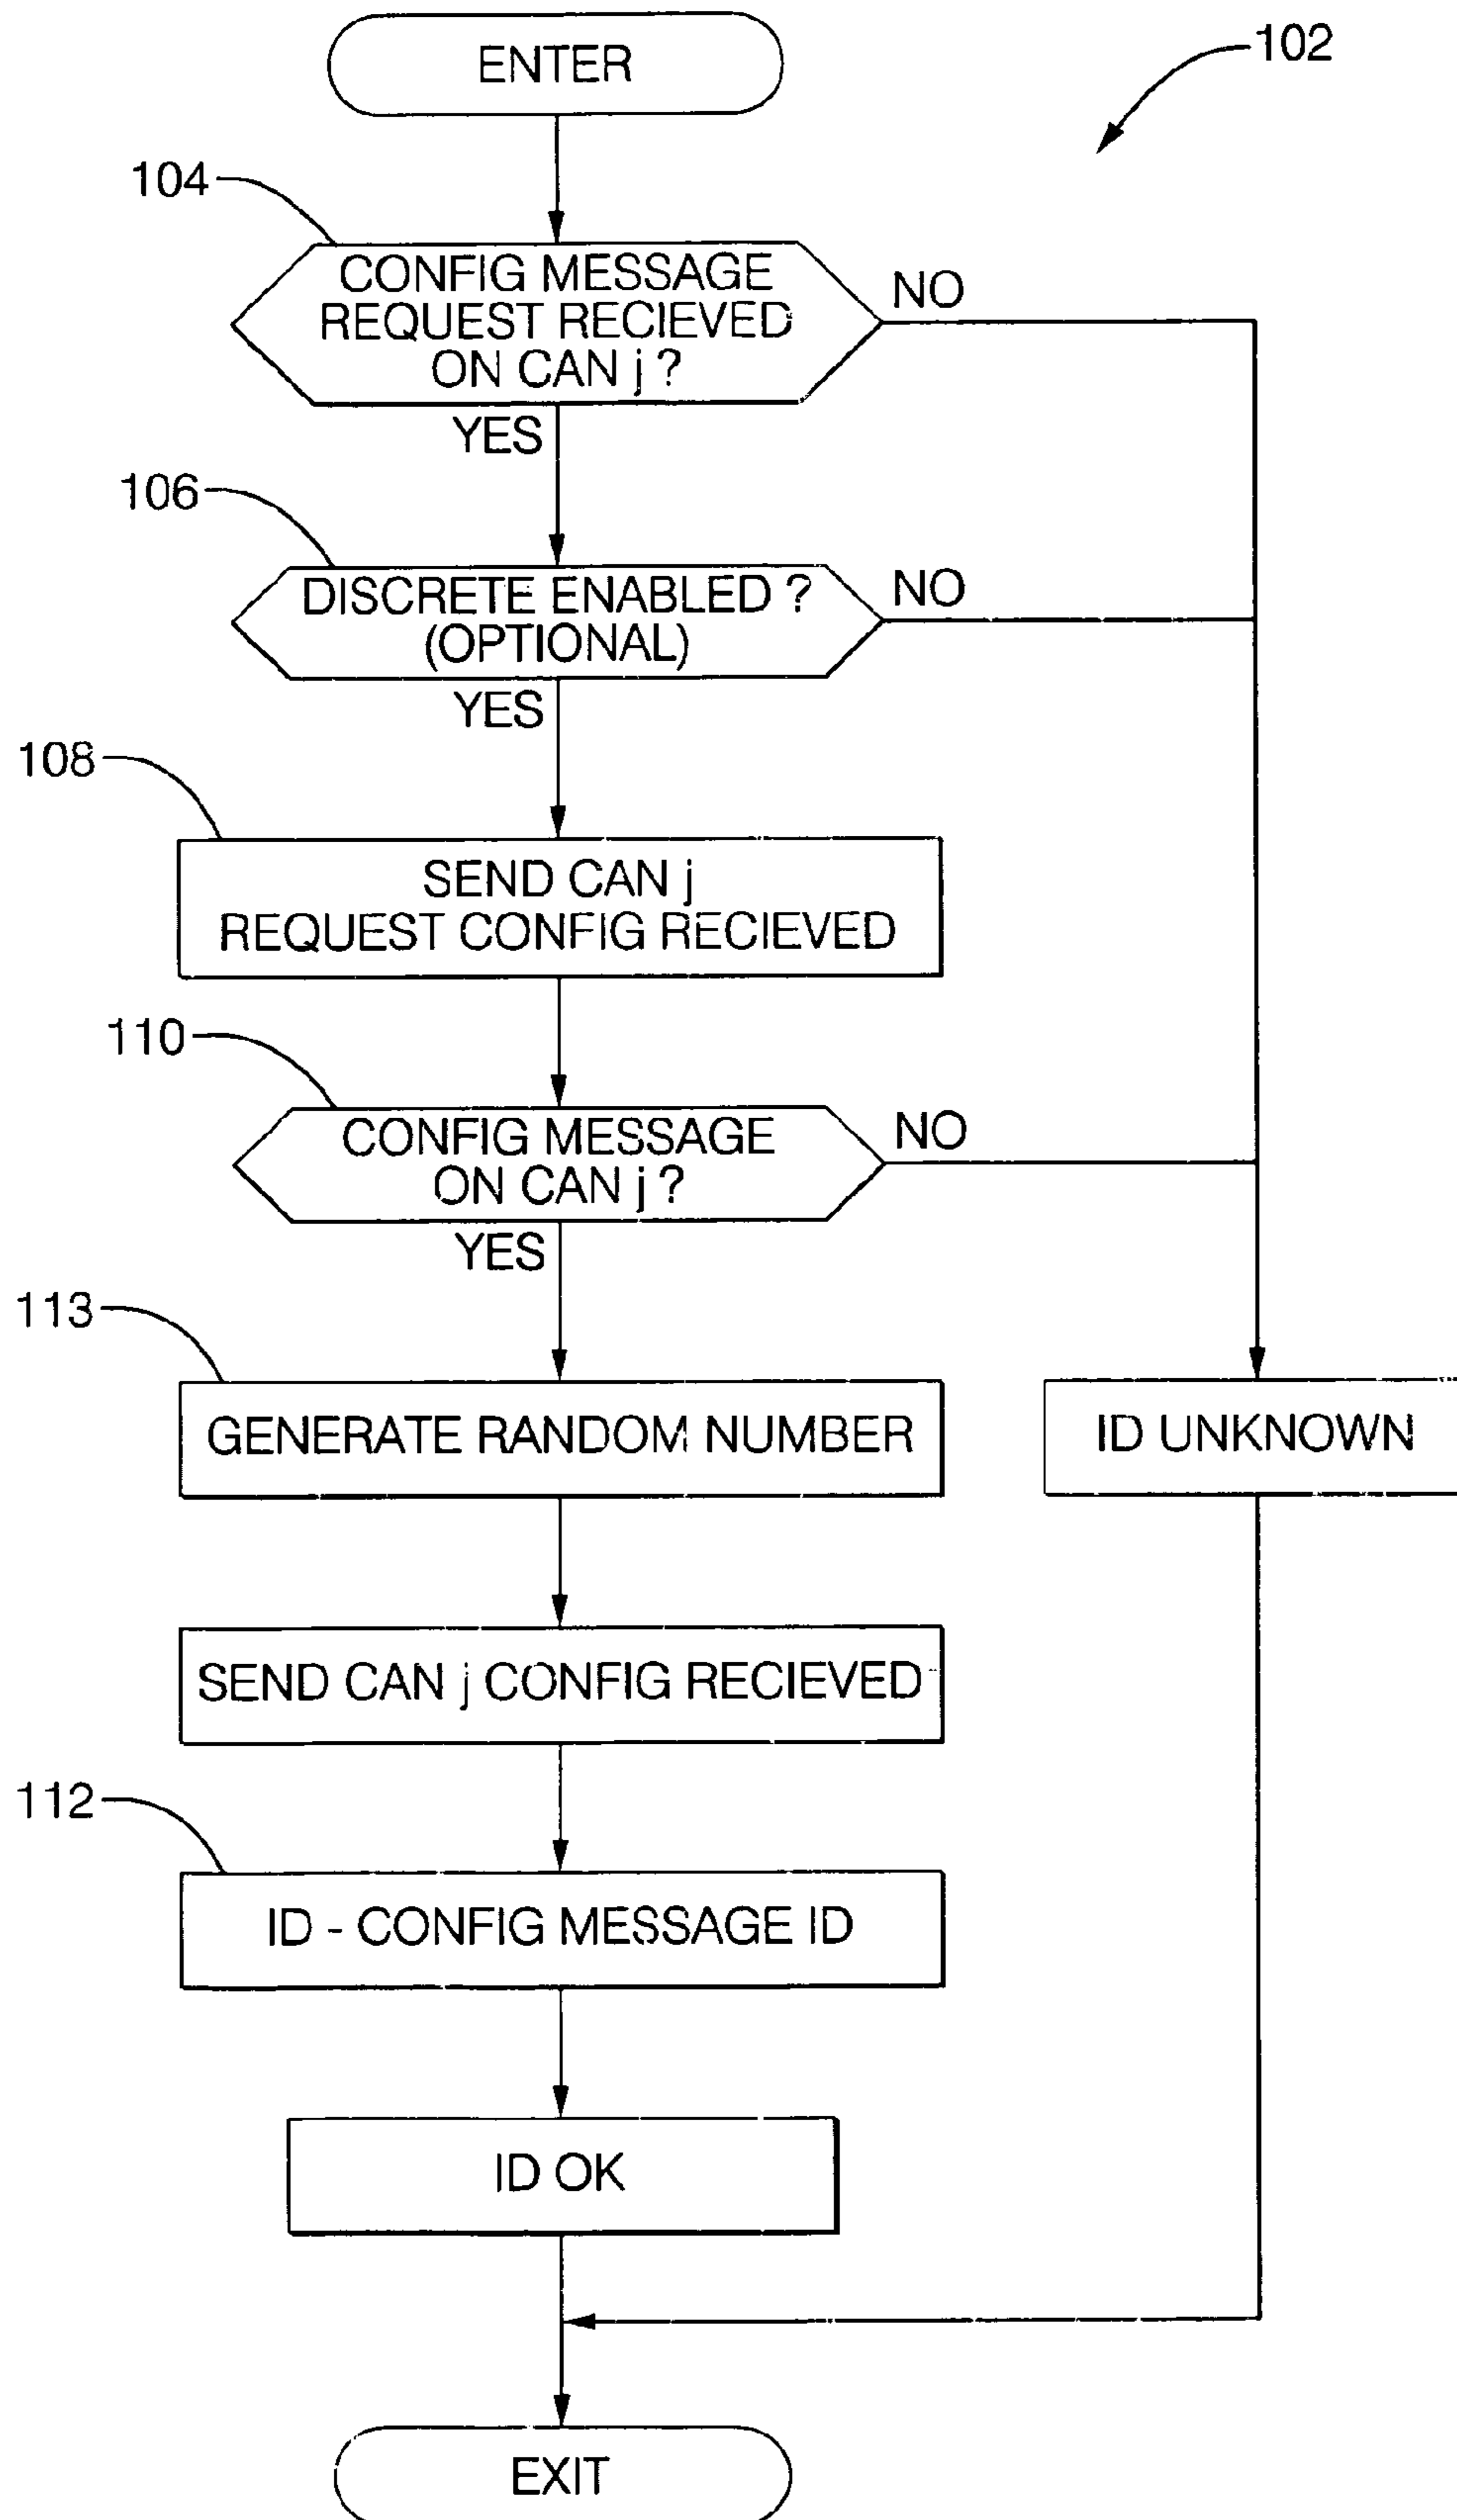 ENTER
102
104
CONFIG MESSAGE
REQUEST RECIEVED
ON CAN j ?
NO
YES
106
DISCRETE ENABLED ?
(OPTIONAL)
NO
YES
108
SEND CAN j
REQUEST CONFIG RECIEVED
110
CONFIG MESSAGE
ON CAN j ?
NO
YES
113
GENERATE RANDOM NUMBER
ID UNKNOWN
SEND CAN j CONFIG RECIEVED
112
ID - CONFIG MESSAGE ID
ID OK
EXIT